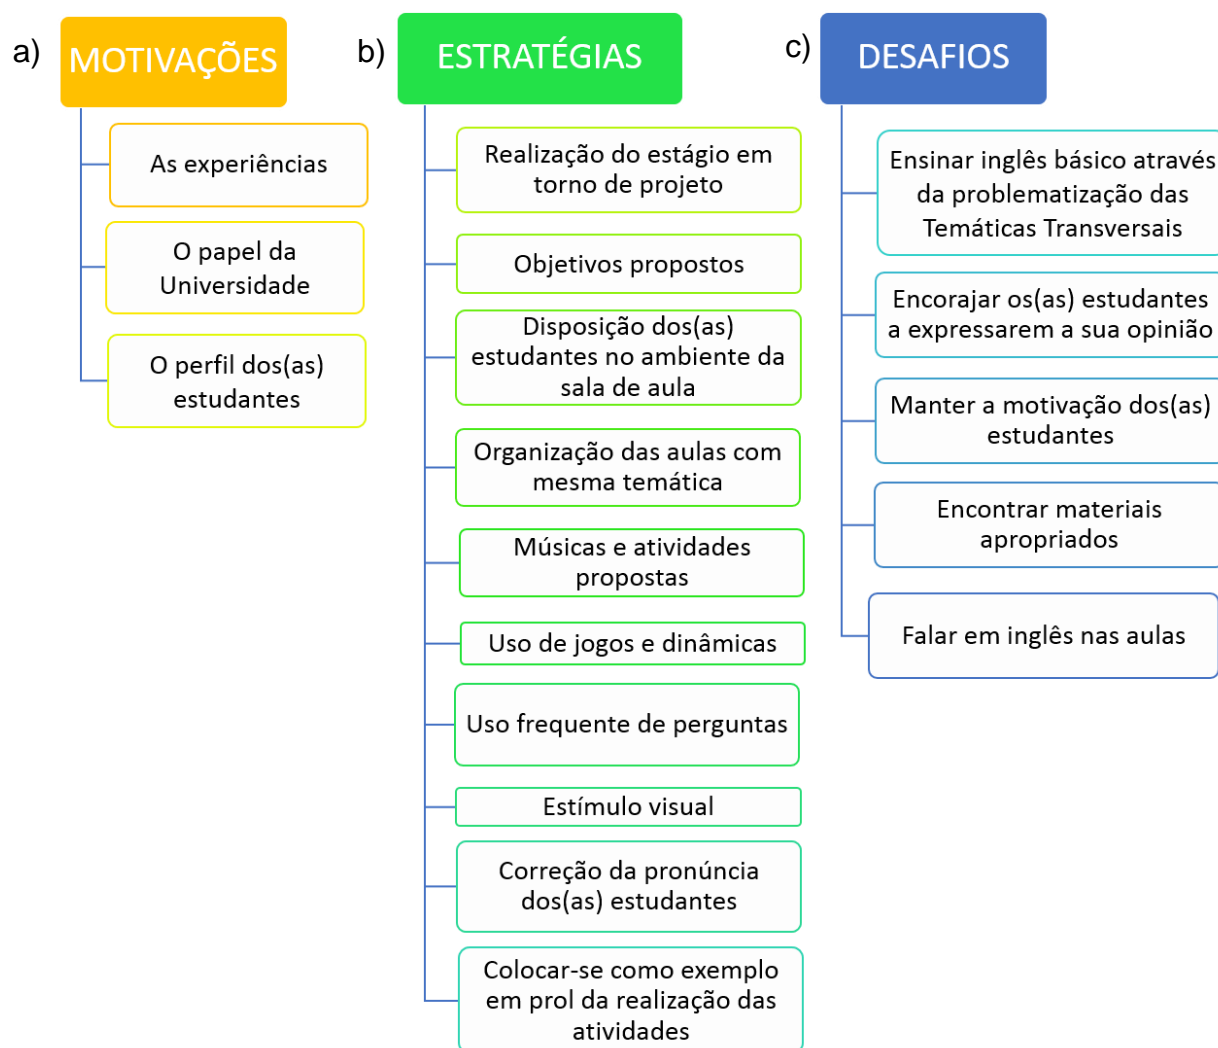 a)
MOTIVAÇÕES
As experiências
O papel da
Universidade
O perfil dos(as)
estudantes
b)
ESTRATÉGIAS
Realização do estágio em
torno de projeto
Objetivos propostos
Disposição dos(as)
estudantes no ambiente da
sala de aula
Organização das aulas com
mesma temática
Músicas e atividades
propostas
Uso de jogos e dinâmicas
Uso frequente de perguntas
Estímulo visual
Correção da pronúncia
dos(as) estudantes
Colocar-se como exemplo
em prol da realização das
atividades
c)
DESAFIOS
Ensinar inglês básico através
da problematização das
Temáticas Transversais
Encorajar os(as) estudantes
a expressarem a sua opinião
Manter a motivação dos(as)
estudantes
Encontrar materiais
apropriados
Falar em inglês nas aulas